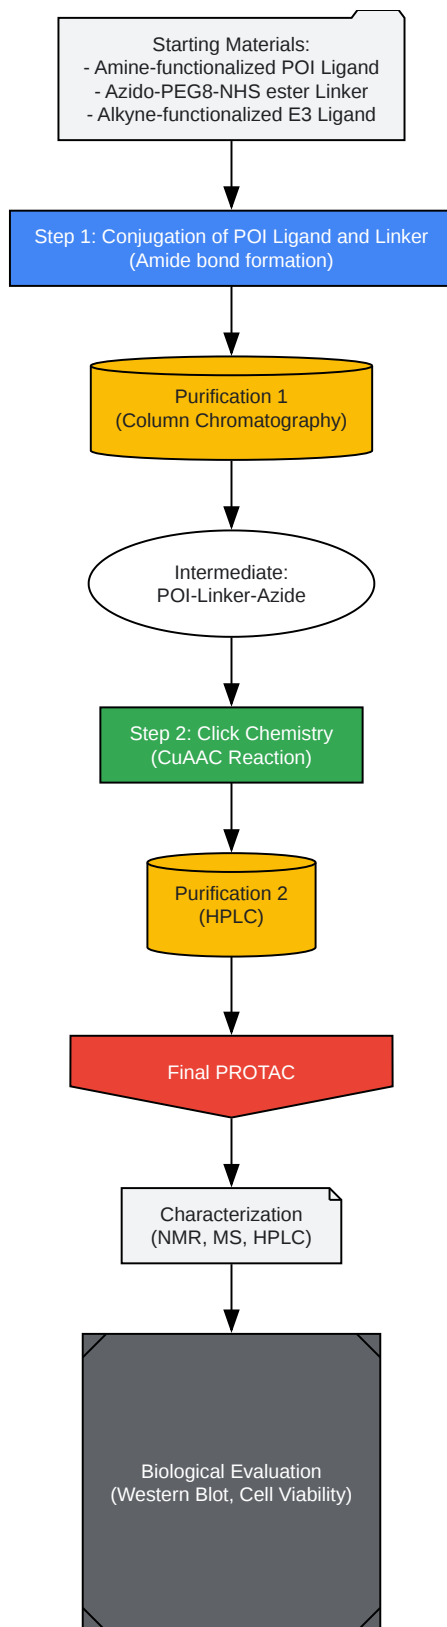 Starting Materials:
- Amine-functionalized POI Ligand
- Azido-PEG8-NHS ester Linker
- Alkyne-functionalized E3 Ligand
Step 1: Conjugation of POI Ligand and Linker
(Amide bond formation)
Purification 1
(Column Chromatography)
Intermediate:
POI-Linker-Azide
Step 2: Click Chemistry
(CuAAC Reaction)
Purification 2
(HPLC)
Final PROTAC
Characterization
(NMR, MS, HPLC)
Biological Evaluation
(Western Blot, Cell Viability)